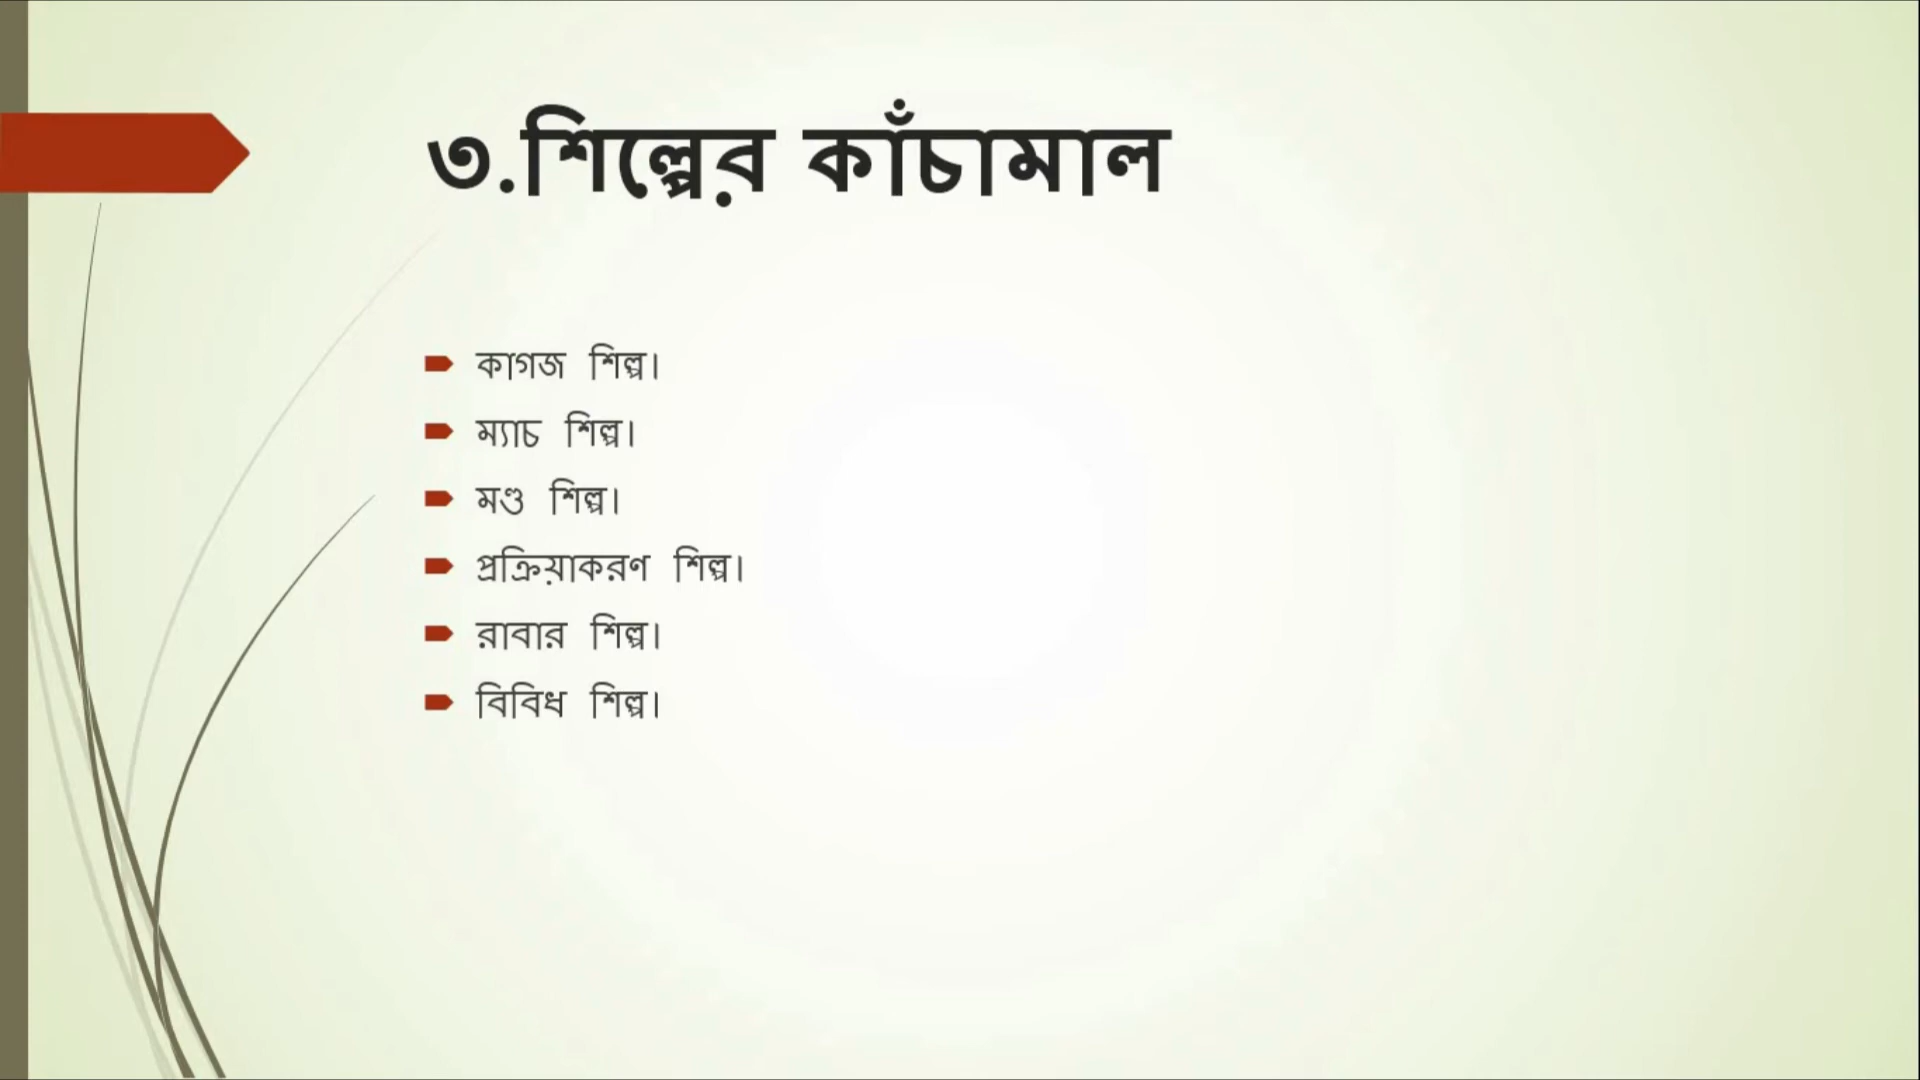 ৩.শিল্পের কাঁচামাল
কাগজ শিল্প।
ম্যাচ শিল্প।
মণ্ড শিল্প।
প্রক্রিয়াকরণ শিল্প।
রাবার শিল্প।
বিবিধ শিল্প।